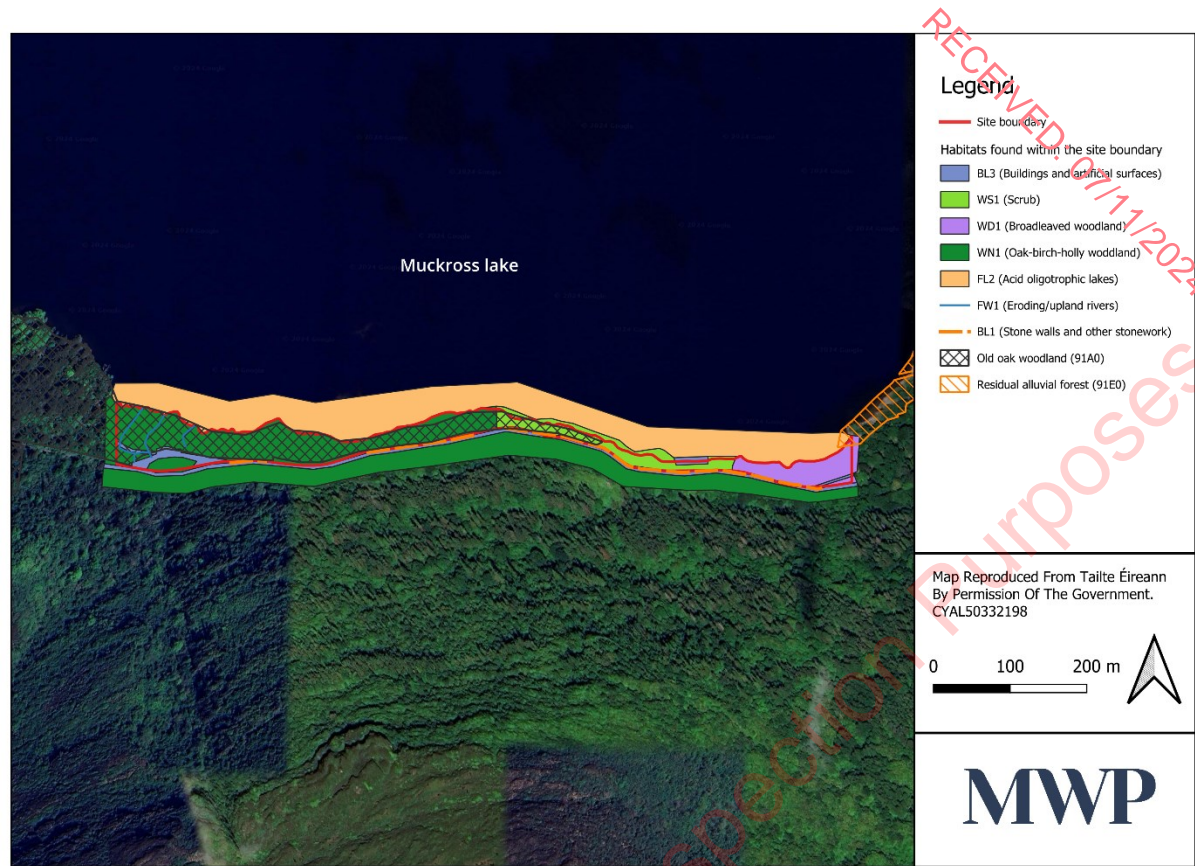 Muckross lake
Legend
Site boundary
Habitats found within the site boundary
BL3 (Buildings and artificial surfaces)
WS1 (Scrub)
WD1 (Broadleaved woodland)
WN1 (Oak-birch-holly woddland)
FL2 (Acid oligotrophic lakes)
FW1 (Eroding/upland rivers)
BL1 (Stone walls and other stonework)
Old oak woodland (91A0)
Residual alluvial forest (91E0)
RECEIVED: 07/11/2024
Purposes
Map Reproduced From Tailte Éireann
By Permission Of The Government.
CYAL50332198
0 100 200 m
MWP